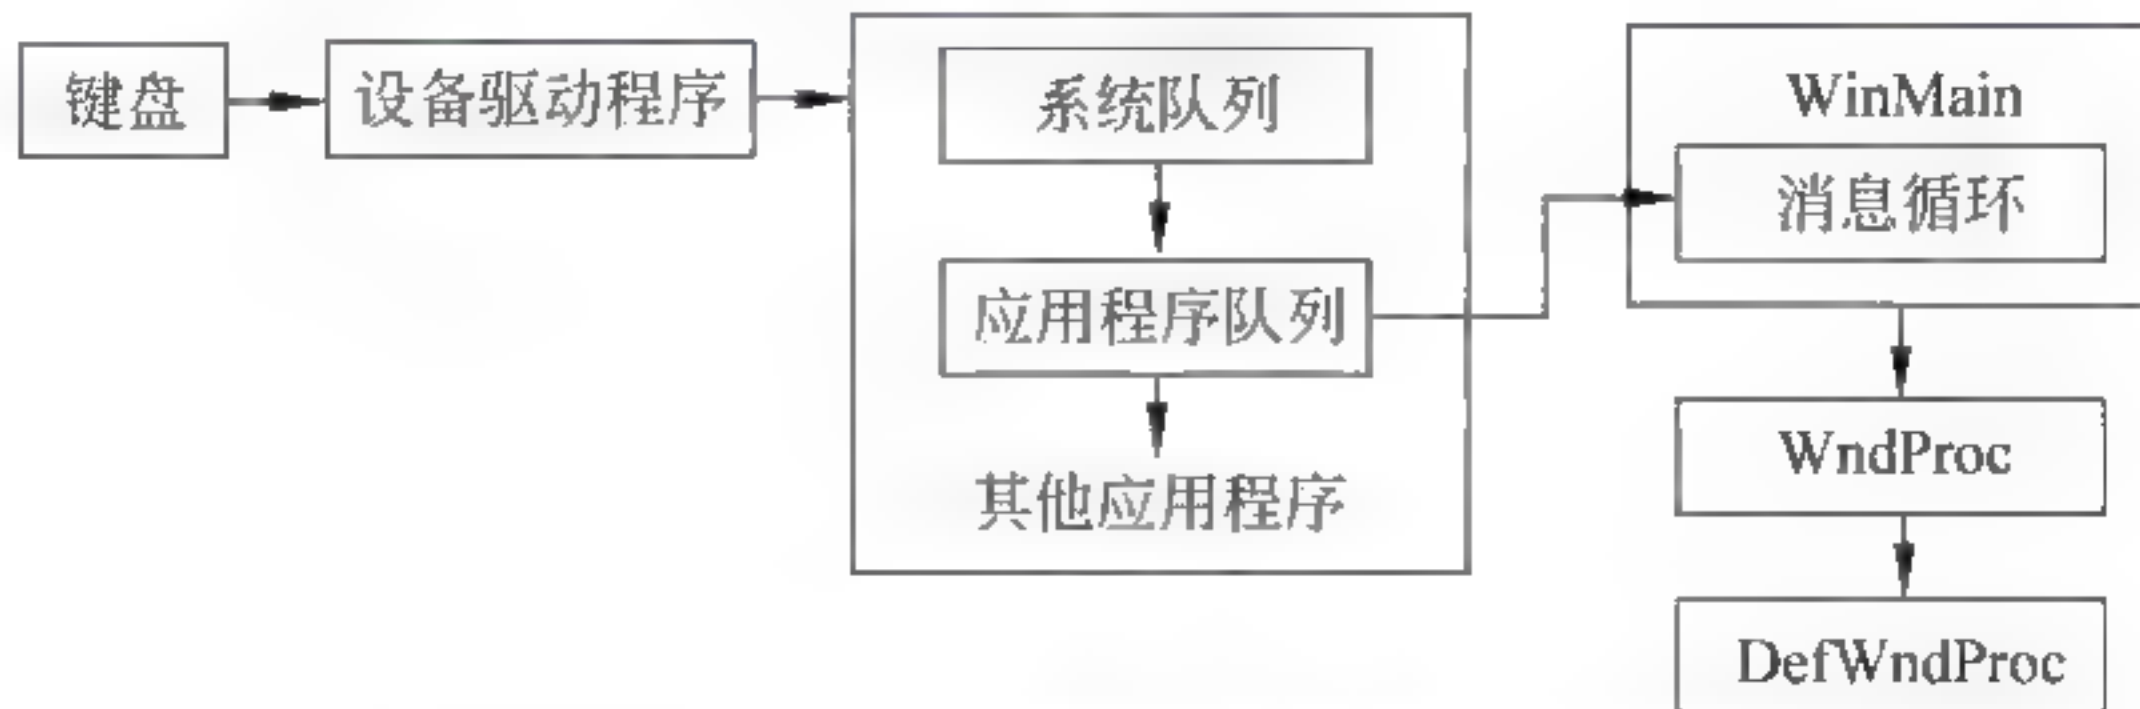 键盘
设备驱动程序
系统队列
应用程序队列
其他应用程序
WinMain
消息循环
WndProc
DefWndProc